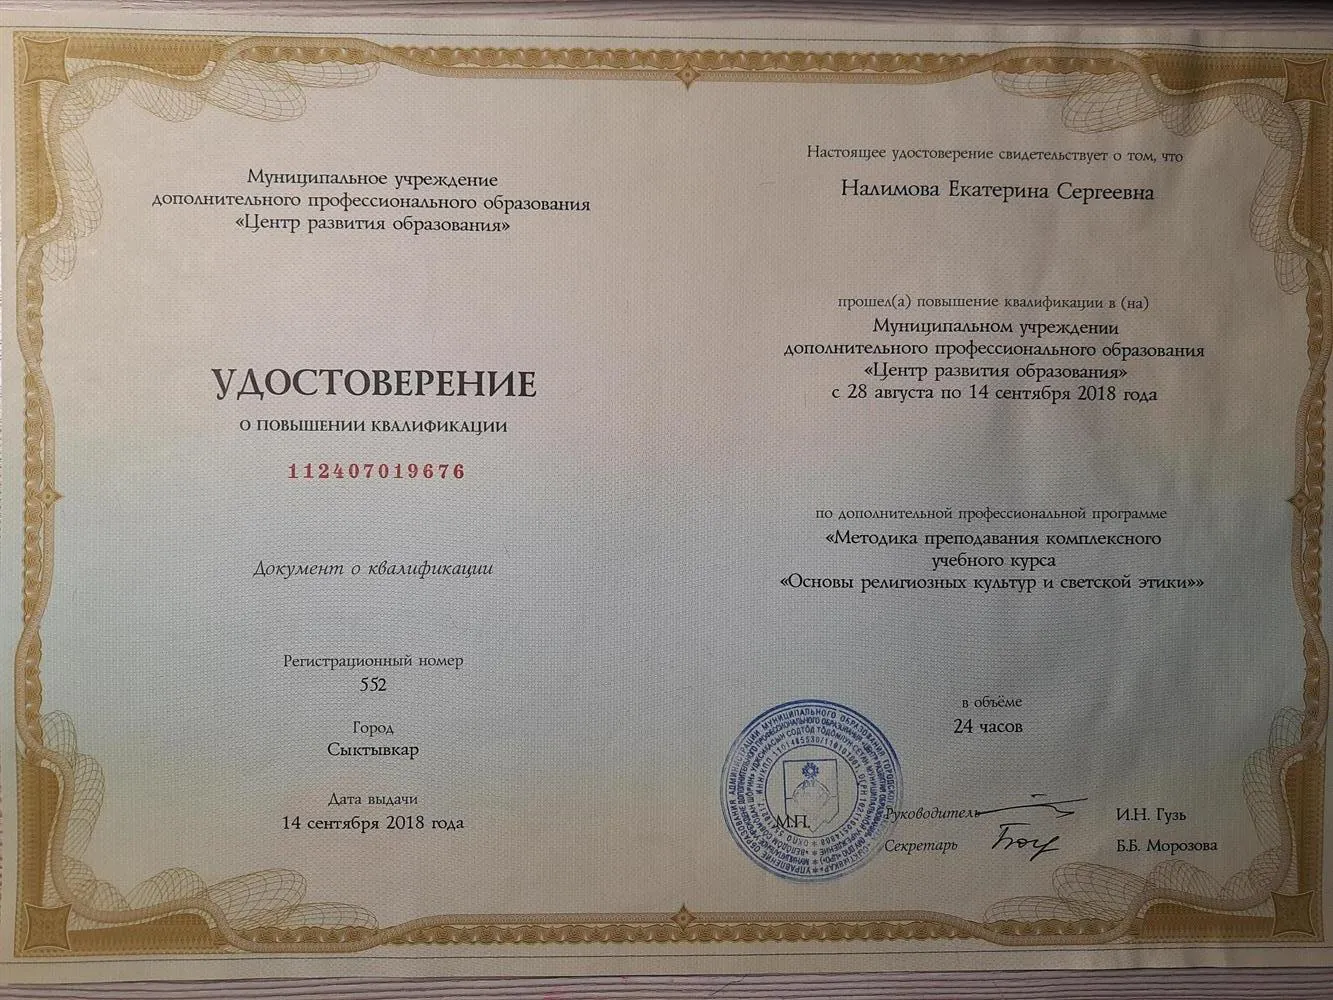 Муниципальное учреждение
дополнительного профессионального образования
«Центр развития образования»
УДОСТОВЕРЕНИЕ
О ПОВЫШЕНИИ КВАЛИФИКАЦИИ
112407019676
Документ о квалификации
Регистрационный номер
552
Город
Сыктывкар
Дата выдачи
14 сентября 2018 года
Настоящее удостоверение свидетельствует о том, что
Налимова Екатерина Сергеевна
прошел(а) повышение квалификации в (на)
Муниципальном учреждении
дополнительного профессионального образования
«Центр развития образования»
с 28 августа по 14 сентября 2018 года
по дополнительной профессиональной программе
«Методика преподавания комплексного
учебного курса
«Основы религиозных культур и светской этики»»
в объёме
24 часов
М.П.
Руководитель И.Н. Гузь
Секретарь Б.Б. Морозова